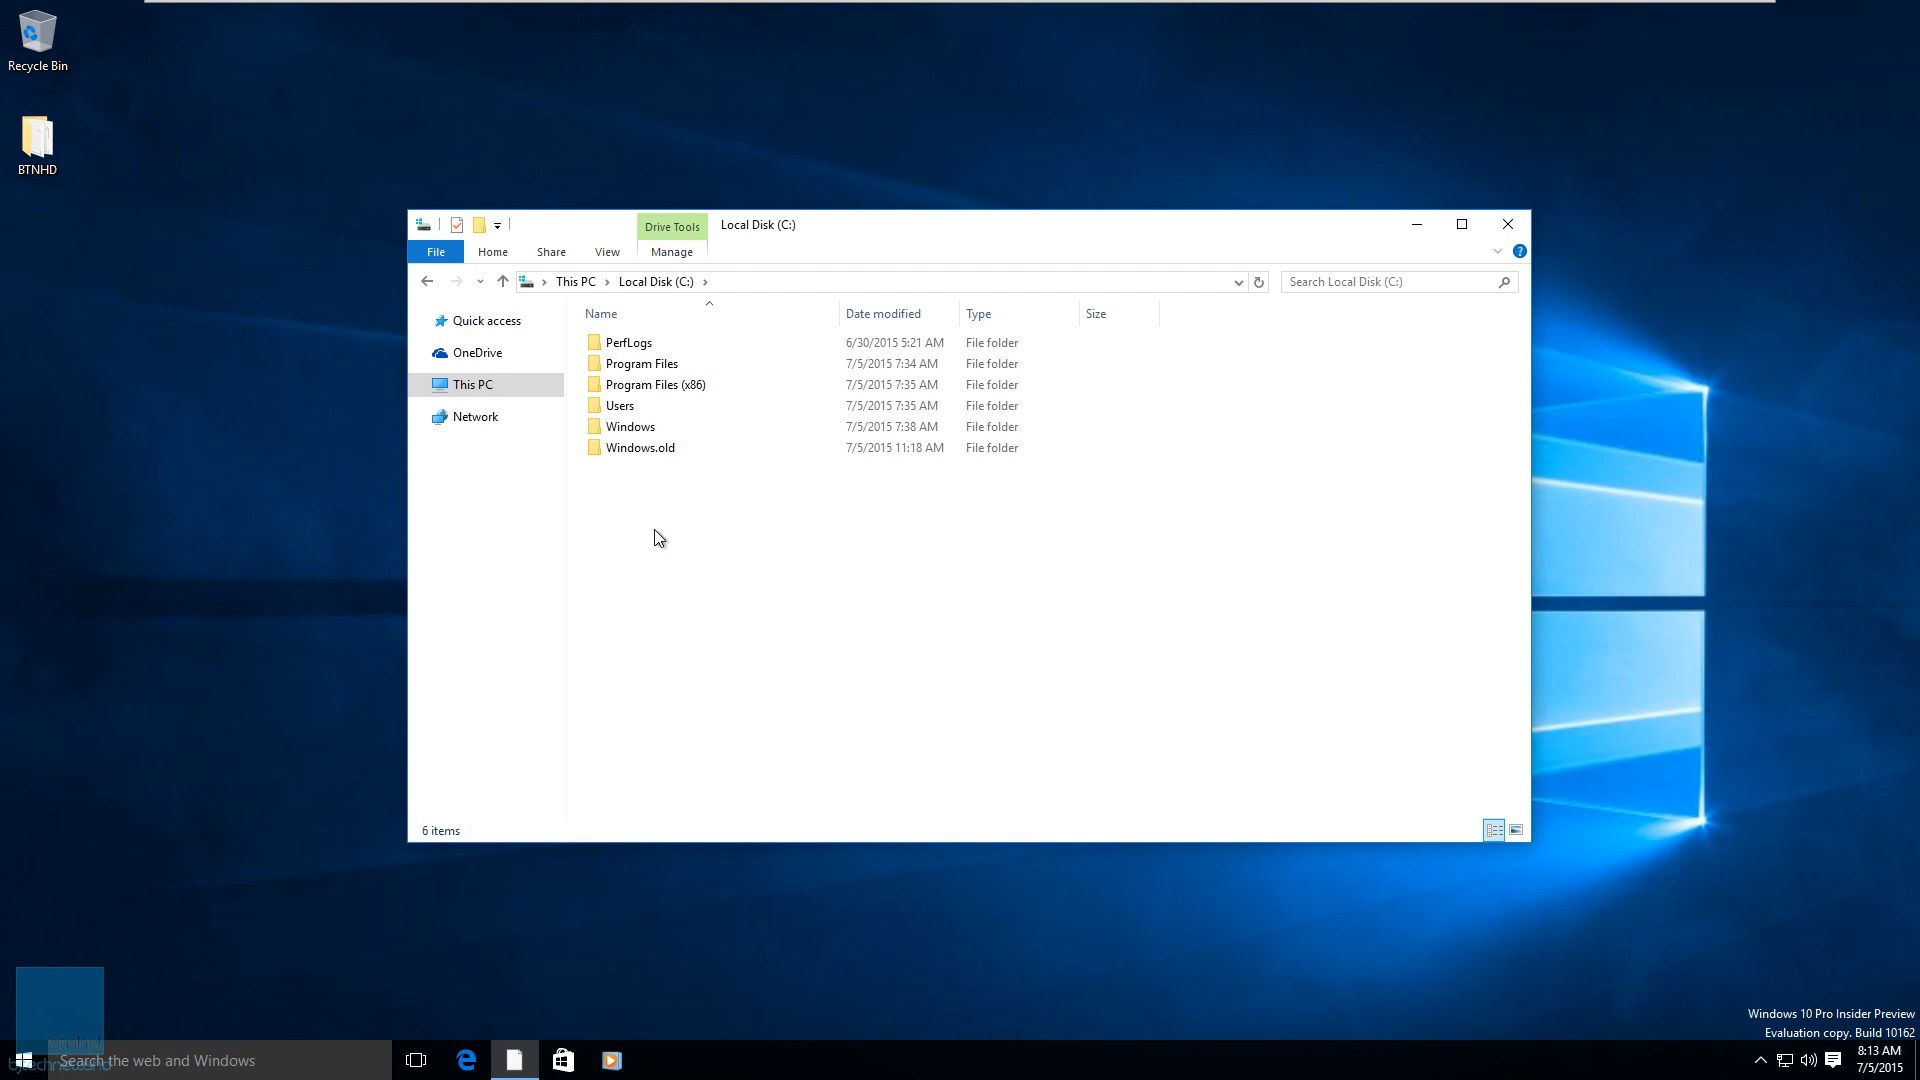 Recycle Bin
BTNHD
Drive Tools
Local Disk (C:)
File
Home
Share
View
Manage
This PC
Local Disk (C:)
Search Local Disk (C:)
Quick access
OneDrive
This PC
Network
Name
Date modified
Type
Size
PerfLogs
6/30/2015 5:21 AM
File folder
Program Files
7/5/2015 7:34 AM
File folder
Program Files (x86)
7/5/2015 7:35 AM
File folder
Users
7/5/2015 7:35 AM
File folder
Windows
7/5/2015 7:38 AM
File folder
Windows.old
7/5/2015 11:18 AM
File folder
6 items
Windows 10 Pro Insider Preview
Evaluation copy. Build 10162
btnhd
Search the web and Windows
8:13 AM
7/5/2015